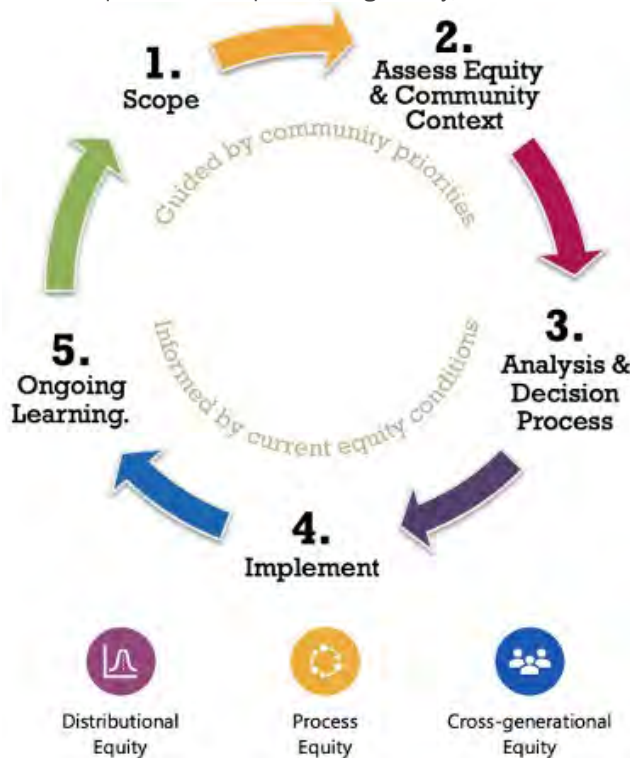 1.
Scope
2.
Assess Equity
& Community
Context
Guided by community priorities
3.
Analysis &
Decision
Process
Informed by current equity conditions
4.
Implement
5.
Ongoing
Learning.
Distributional
Equity
Process
Equity
Cross-generational
Equity